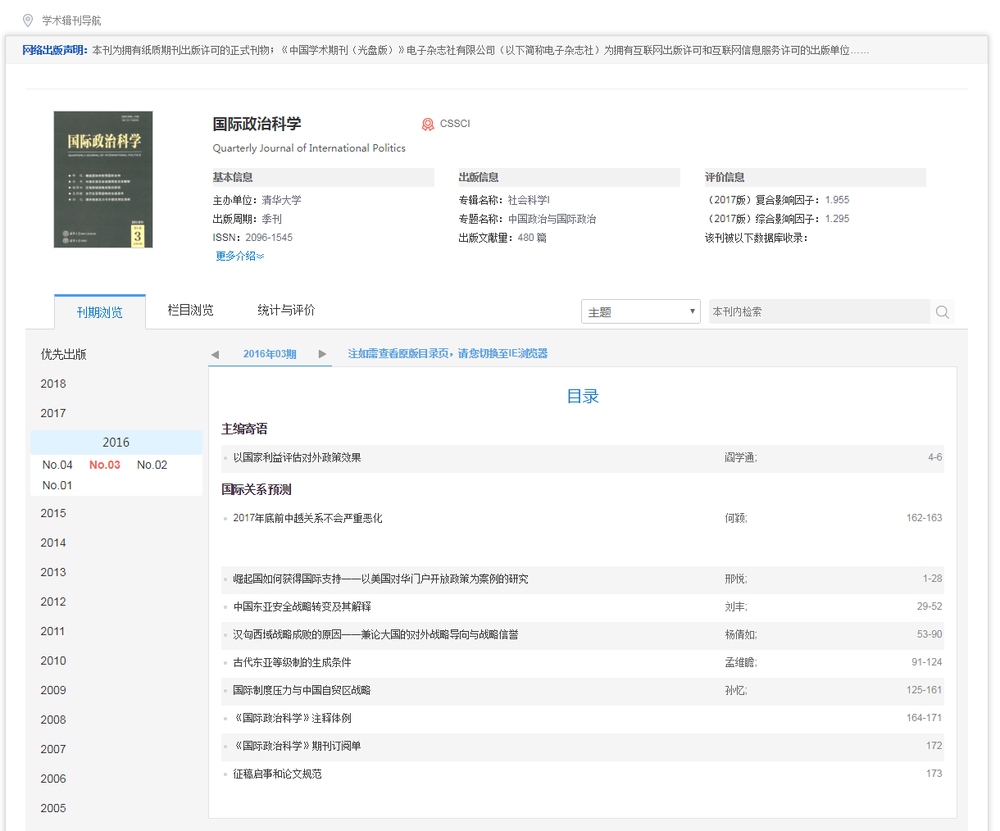 学术辑刊导航
网络出版声明：本刊为拥有纸质期刊出版许可的正式刊物；《中国学术期刊（光盘版）》电子杂志社有限公司（以下简称电子杂志社）为拥有互联网出版许可和互联网信息服务许可的出版单位……
国际政治科学
QUARTERLY JOURNAL OF INTERNATIONAL POLITICS
3
国际政治科学 CSSCI
Quarterly Journal of International Politics
基本信息 出版信息 评价信息
主办单位：清华大学 专辑名称：社会科学Ⅰ （2017版）复合影响因子：1.955
出版周期：季刊 专题名称：中国政治与国际政治 （2017版）综合影响因子：1.295
ISSN：2096-1545 出版文献量：480 篇 该刊被以下数据库收录：
更多介绍
刊期浏览 栏目浏览 统计与评价 主题 本刊内检索
优先出版
2018
2017
2016
No.04 No.03 No.02
No.01
2015
2014
2013
2012
2011
2010
2009
2008
2007
2006
2005
2016年03期 注如需查看原版目录页，请您切换至IE浏览器
目录
主编寄语
以国家利益评估对外政策效果 阎学通; 4-6
国际关系预测
2017年底前中越关系不会严重恶化 何颖; 162-163
崛起国如何获得国际支持——以美国对华门户开放政策为案例的研究 邢悦; 1-28
中国东亚安全战略转变及其解释 刘丰; 29-52
汉匈西域战略成败的原因——兼论大国的对外战略导向与战略信誉 杨倩如; 53-90
古代东亚等级制的生成条件 孟维瞻; 91-124
国际制度压力与中国自贸区战略 孙忆; 125-161
《国际政治科学》注释体例 164-171
《国际政治科学》期刊订阅单 172
征稿启事和论文规范 173